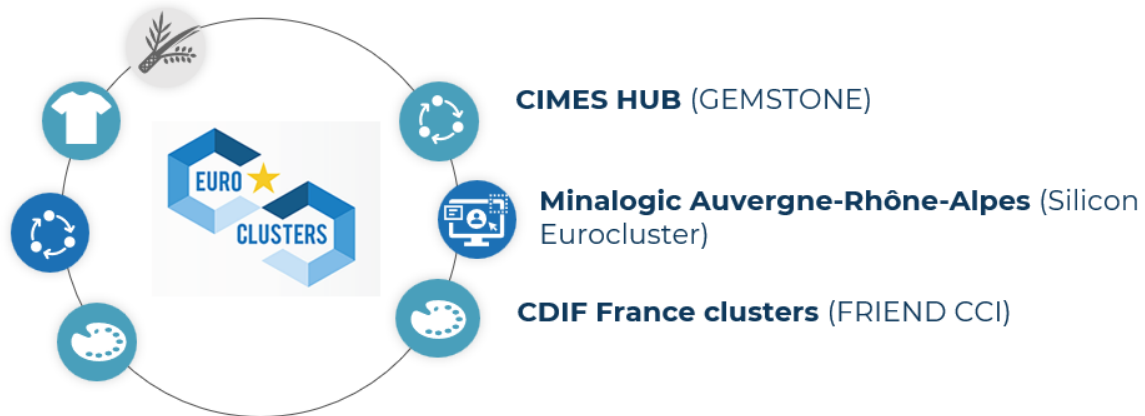 EURO
CLUSTERS
CIMES HUB (GEMSTONE)
Minalogic Auvergne-Rhône-Alpes (Silicon
Eurocluster)
CDIF France clusters (FRIEND CCI)